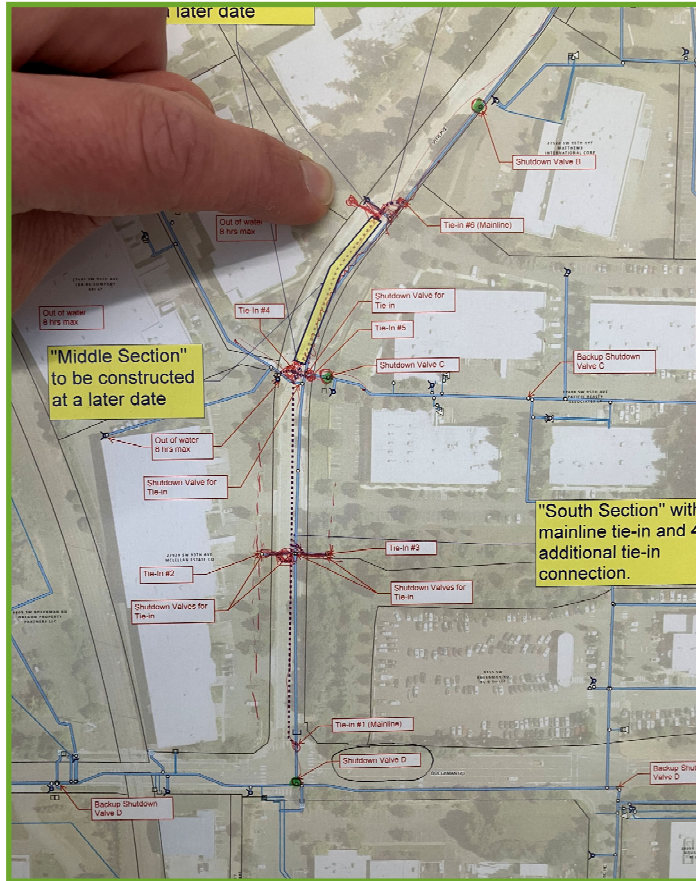 a later date
Shutdown Valve B
Out of water
8 hrs max
Tie-in #6 (Mainline)
Out of water
8 hrs max
Tie-In #4
Shutdown Valve for
Tie-in
Tie-In #5
"Middle Section"
to be constructed
at a later date
Shutdown Valve C
Backup Shutdown
Valve C
Out of water
8 hrs max
Shutdown Valve for
Tie-in
"South Section" wit
mainline tie-in and 4
additional tie-in
connection.
Tie-In #3
Tie-In #2
Shutdown Valves for
Tie-in
Shutdown Valves for
Tie-in
Tie-in #1 (Mainline)
Shutdown Valve D
Backup Shut
Valve D
Backup Shutdown
Valve D